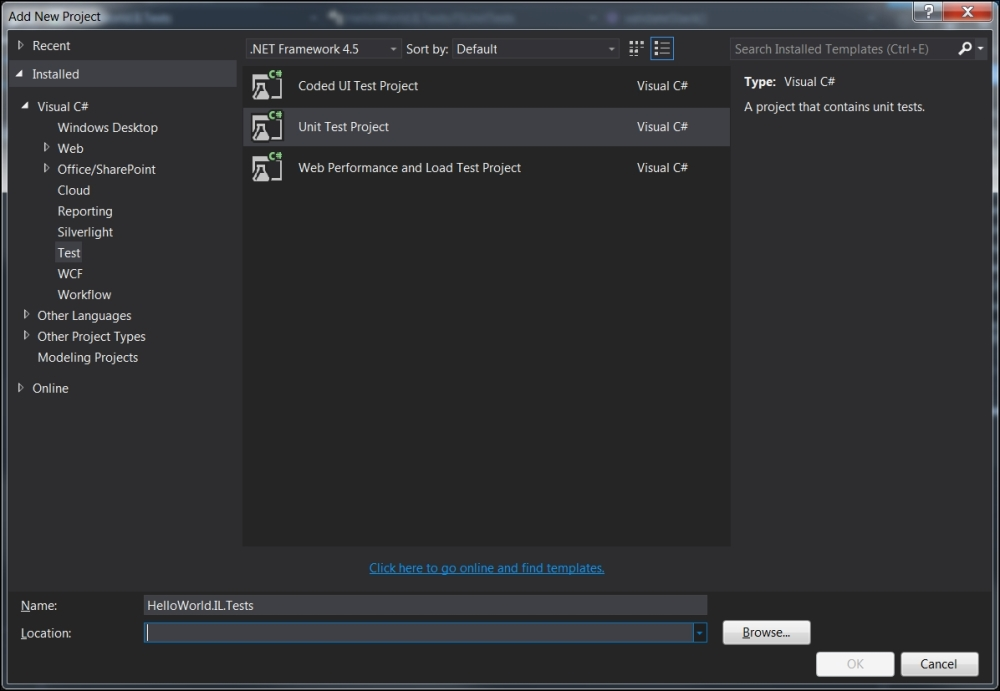 Add New Project
Recent
Installed
Visual C#
Windows Desktop
Web
Office/SharePoint
Cloud
Reporting
Silverlight
Test
WCF
Workflow
Other Languages
Other Project Types
Modeling Projects
Online
.NET Framework 4.5 Sort by: Default
C# Coded UI Test Project Visual C#
C# Unit Test Project Visual C#
C# Web Performance and Load Test Project Visual C#
Click here to go online and find templates.
Search Installed Templates (Ctrl+E)
Type: Visual C#
A project that contains unit tests.
Name: HelloWorld.IL.Tests
Location:
Browse...
OK Cancel